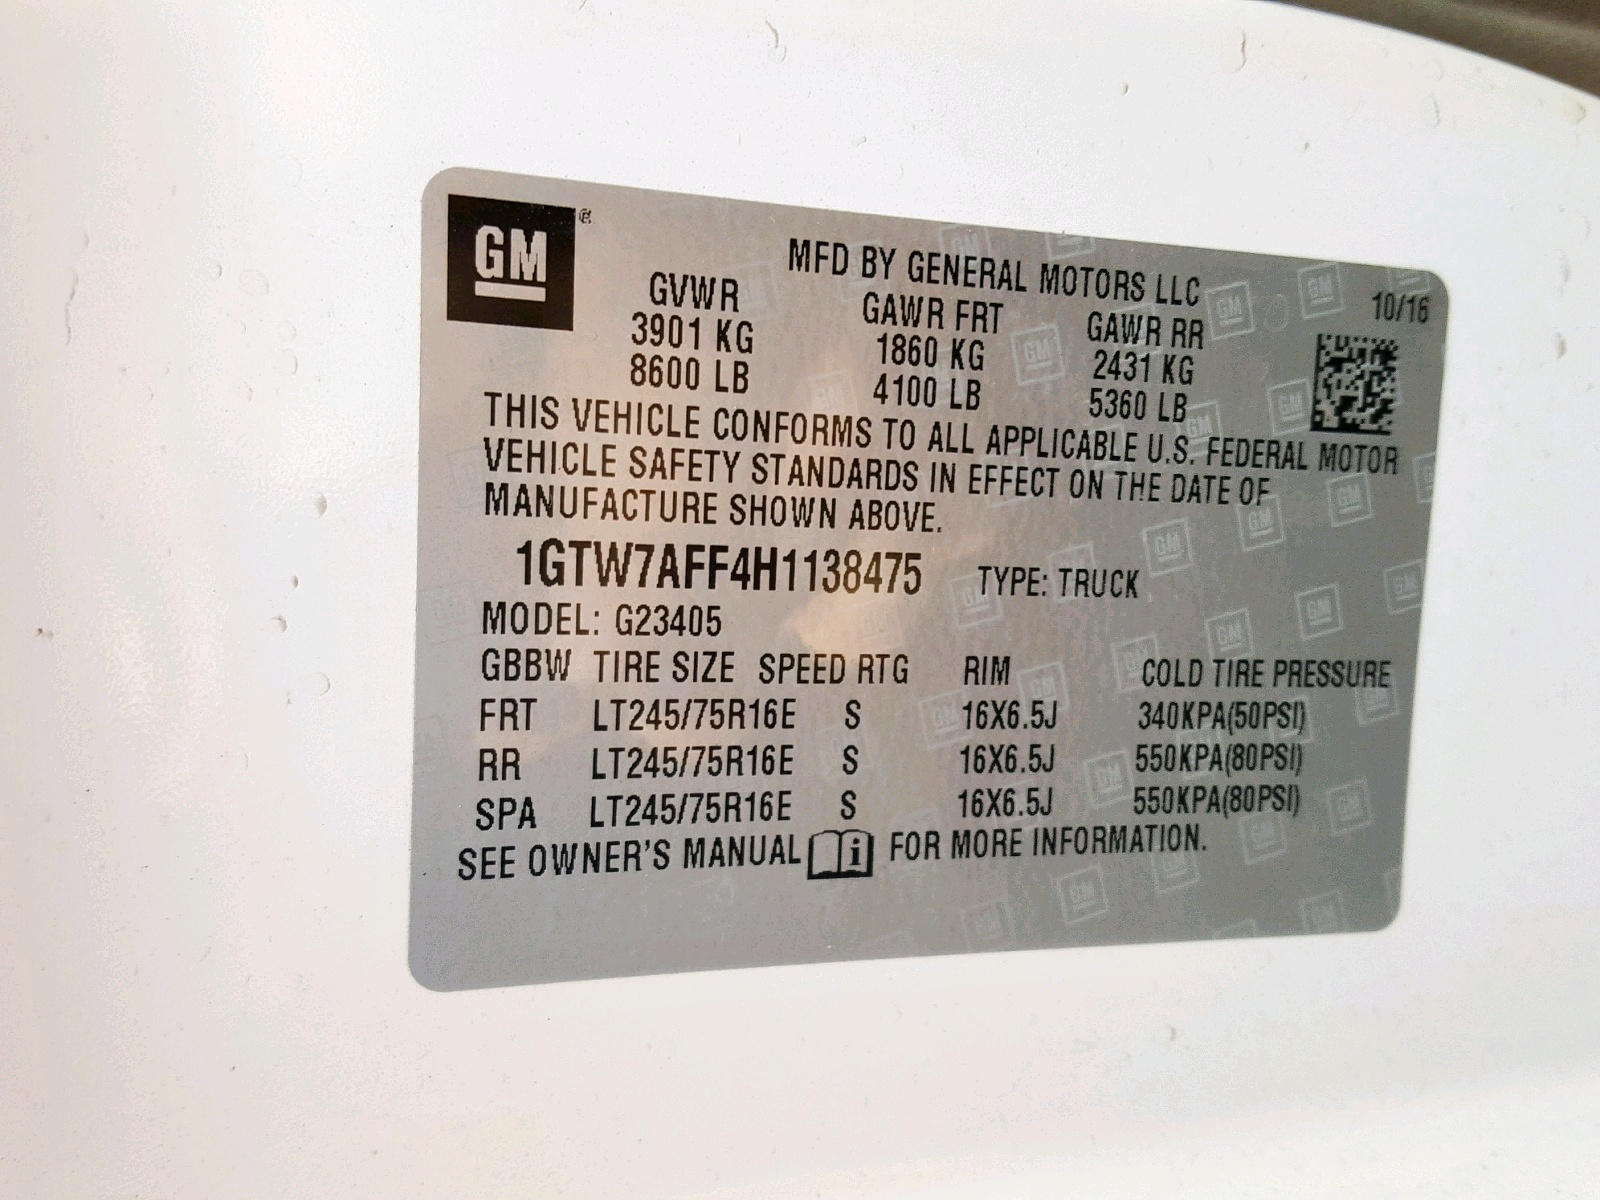 GM
MFD BY GENERAL MOTORS LLC
10/16
GVWR GAWR FRT GAWR RR
3901 KG 1860 KG 2431 KG
8600 LB 4100 LB 5360 LB
THIS VEHICLE CONFORMS TO ALL APPLICABLE U.S. FEDERAL MOTOR
VEHICLE SAFETY STANDARDS IN EFFECT ON THE DATE OF
MANUFACTURE SHOWN ABOVE.
1GTW7AFF4H1138475 TYPE: TRUCK
MODEL: G23405
GBBW TIRE SIZE SPEED RTG RIM COLD TIRE PRESSURE
FRT LT245/75R16E S 16X6.5J 340KPA(50PSI)
RR LT245/75R16E S 16X6.5J 550KPA(80PSI)
SPA LT245/75R16E S 16X6.5J 550KPA(80PSI)
SEE OWNER'S MANUAL i FOR MORE INFORMATION.